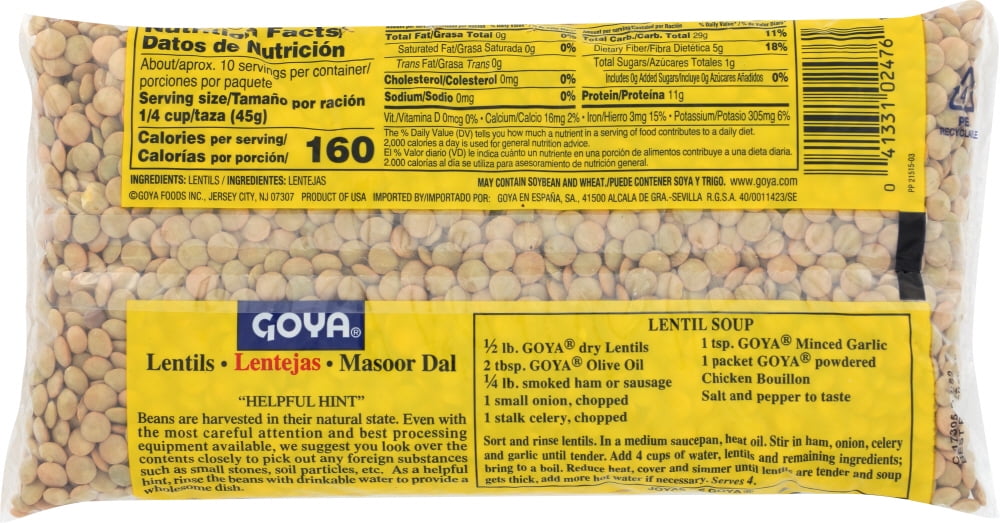 Nutrition Facts/
Datos de Nutrición
About/aprox. 10 servings per container/
porciones por paquete
Serving size/Tamaño por ración
1/4 cup/taza (45g)
Calories per serving/
Calorías por porción/ 160
Total Fat/Grasa Total 0g 0%
Saturated Fat/Grasa Saturada 0g 0%
Trans Fat/Grasa Trans 0g
Cholesterol/Colesterol 0mg 0%
Sodium/Sodio 0mg 0%
Total Carb./Carb. Total 29g 11%
Dietary Fiber/Fibra Dietética 5g 18%
Total Sugars/Azúcares Totales 1g
Includes 0g Added Sugars/Incluye 0g Azúcares Añadidos 0%
Protein/Proteína 11g
Vit./Vitamina D 0mcg 0% • Calcium/Calcio 16mg 2% • Iron/Hierro 3mg 15% • Potassium/Potasio 305mg 6%
The % Daily Value (DV) tells you how much a nutrient in a serving of food contributes to a daily diet.
2,000 calories a day is used for general nutrition advice.
El % Valor diario (VD) le indica cuánto un nutriente en una porción de alimentos contribuye a una dieta diaria.
2.000 calorías al día se utiliza para asesoramiento de nutrición general.
INGREDIENTS: LENTILS / INGREDIENTES: LENTEJAS
MAY CONTAIN SOYBEAN AND WHEAT./PUEDE CONTENER SOYA Y TRIGO. www.goya.com
©GOYA FOODS INC., JERSEY CITY, NJ 07307 PRODUCT OF USA IMPORTED BY/IMPORTADO POR: GOYA EN ESPAÑA, SA., 41500 ALCALA DE GRA.-SEVILLA R.G.S.A. 40/0011423/SE
0 41331 02476
PP 21515-03
PE
RECYCLABLE
GOYA®
Lentils • Lentejas • Masoor Dal
“HELPFUL HINT”
Beans are harvested in their natural state. Even with
the most careful attention and best processing
equipment available, we suggest you look over the
contents closely to pick out any foreign substances
such as small stones, soil particles, etc. As a helpful
hint, rinse the beans with drinkable water to provide a
wholesome dish.
LENTIL SOUP
½ lb. GOYA® dry Lentils
2 tbsp. GOYA® Olive Oil
¼ lb. smoked ham or sausage
1 small onion, chopped
1 stalk celery, chopped
1 tsp. GOYA® Minced Garlic
1 packet GOYA® powdered
Chicken Bouillon
Salt and pepper to taste
Sort and rinse lentils. In a medium saucepan, heat oil. Stir in ham, onion, celery
and garlic until tender. Add 4 cups of water, lentils and remaining ingredients;
bring to a boil. Reduce heat, cover and simmer until lentils are tender and soup
gets thick, add more hot water if necessary. Serves 4.